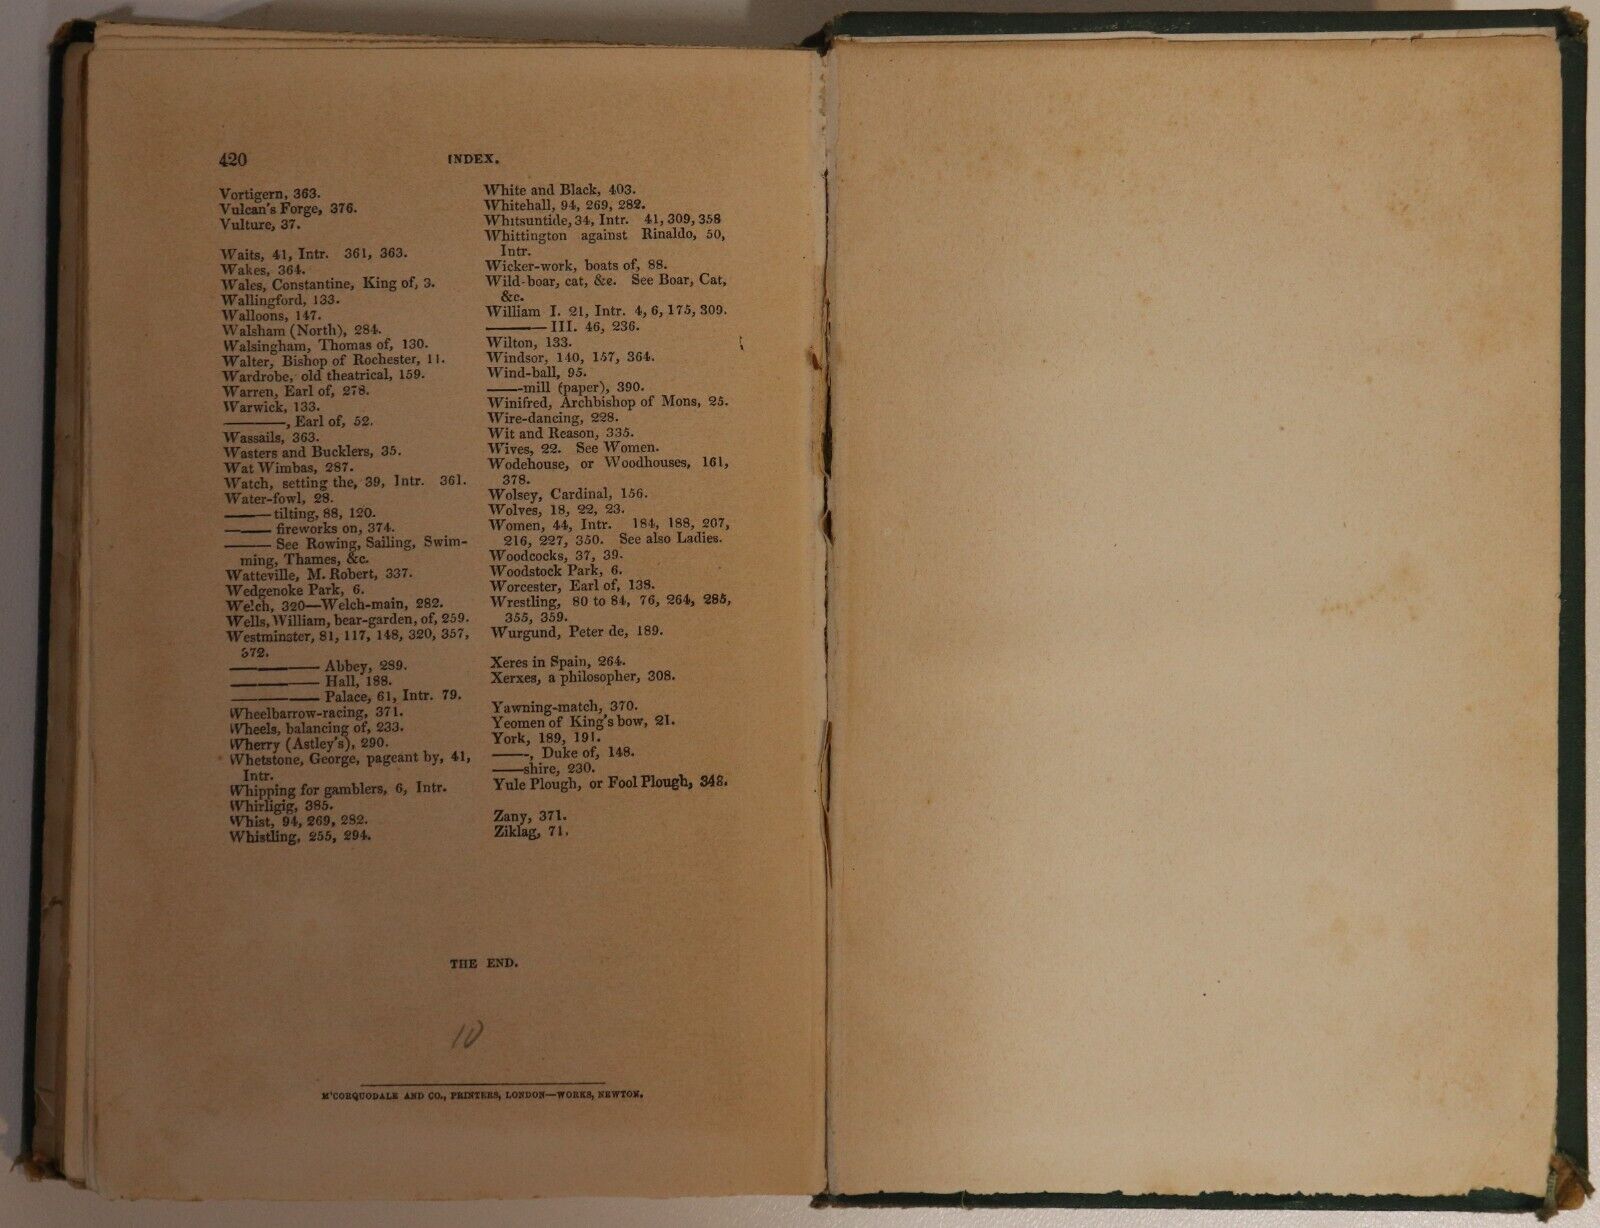 420
INDEX.
Vortigern, 363.
Vulcan's Forge, 376.
Vulture, 37.
Waits, 41, Intr. 361, 363.
Wakes, 364.
Wales, Constantine, King of, 3.
Wallingford, 133.
Walloons, 147.
Walsham (North), 284.
Walsingham, Thomas of, 130.
Walter, Bishop of Rochester, 11.
Wardrobe, old theatrical, 159.
Warren, Earl of, 278.
Warwick, 133.
———, Earl of, 52.
Wassails, 363.
Wasters and Bucklers, 35.
Wat Wimbas, 287.
Watch, setting the, 39, Intr. 361.
Water-fowl, 28.
——— tilting, 88, 120.
——— fireworks on, 374.
——— See Rowing, Sailing, Swim-
ming, Thames, &c.
Watteville, M. Robert, 337.
Wedgenoke Park, 6.
Welch, 320—Welch-main, 282.
Wells, William, bear-garden, of, 259.
Westminster, 81, 117, 148, 320, 357,
372.
——— Abbey, 289.
——— Hall, 188.
——— Palace, 61, Intr. 79.
Wheelbarrow-racing, 371.
Wheels, balancing of, 233.
Wherry (Astley's), 290.
Whetstone, George, pageant by, 41,
Intr.
Whipping for gamblers, 6, Intr.
Whirligig, 385.
Whist, 94, 269, 282.
Whistling, 255, 294.
White and Black, 403.
Whitehall, 94, 269, 282.
Whitsuntide, 34, Intr. 41, 309, 358
Whittington against Rinaldo, 50,
Intr.
Wicker-work, boats of, 88.
Wild-boar, cat, &c. See Boar, Cat,
&c.
William I. 21, Intr. 4, 6, 175, 309.
——— III. 46, 236.
Wilton, 133.
Windsor, 140, 157, 364.
Wind-ball, 95.
———-mill (paper), 390.
Winifred, Archbishop of Mons, 25.
Wire-dancing, 228.
Wit and Reason, 335.
Wives, 22. See Women.
Wodehouse, or Woodhouses, 161,
378.
Wolsey, Cardinal, 156.
Wolves, 18, 22, 23.
Women, 44, Intr. 184, 188, 207,
216, 227, 350. See also Ladies.
Woodcocks, 37, 39.
Woodstock Park, 6.
Worcester, Earl of, 138.
Wrestling, 80 to 84, 76, 264, 285,
355, 359.
Wurgund, Peter de, 189.
Xeres in Spain, 264.
Xerxes, a philosopher, 308.
Yawning-match, 370.
Yeomen of King's bow, 21.
York, 189, 191.
———, Duke of, 148.
———shire, 230.
Yule Plough, or Fool Plough, 348.
Zany, 371.
Ziklag, 71.
THE END.
10
M'CORQUODALE AND CO., PRINTERS, LONDON—WORKS, NEWTON.